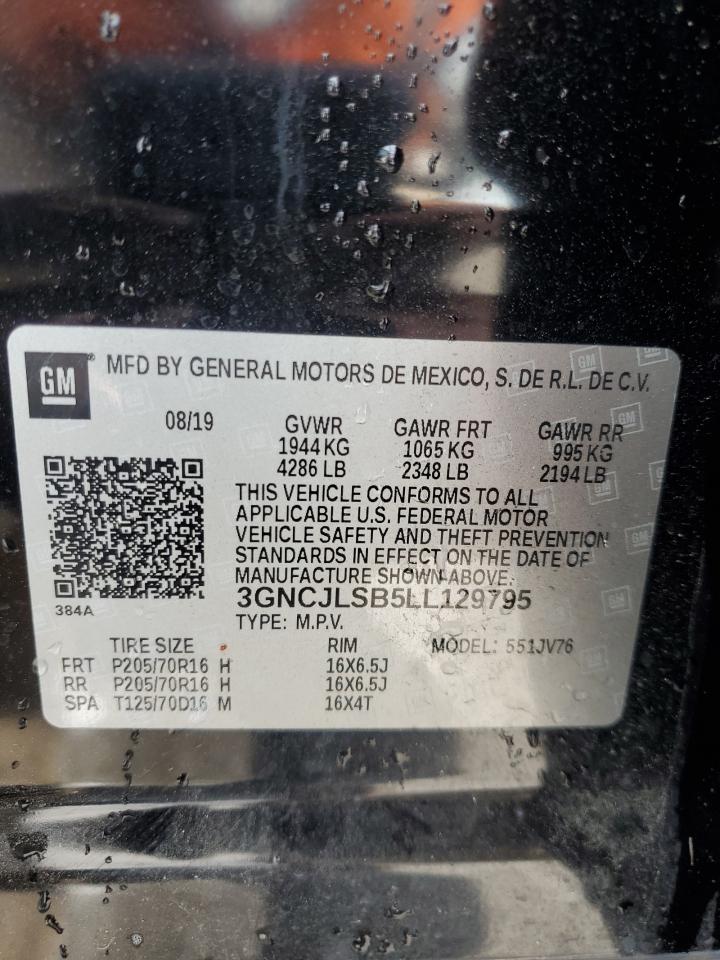 GM ® MFD BY GENERAL MOTORS DE MEXICO, S. DE R.L. DE C.V.
08/19 GVWR GAWR FRT GAWR RR
1944 KG 1065 KG 995 KG
4286 LB 2348 LB 2194 LB
THIS VEHICLE CONFORMS TO ALL
APPLICABLE U.S. FEDERAL MOTOR
VEHICLE SAFETY AND THEFT PREVENTION
STANDARDS IN EFFECT ON THE DATE OF
MANUFACTURE SHOWN ABOVE.
3GNCJLSB5LL129795
384A
TYPE: M.P.V.
TIRE SIZE RIM MODEL: 551JV76
FRT P205/70R16 H 16X6.5J
RR P205/70R16 H 16X6.5J
SPA T125/70D16 M 16X4T